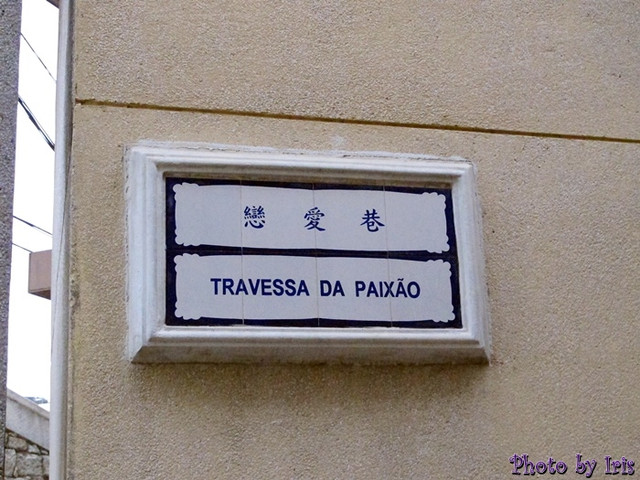 戀愛巷
TRAVESSA DA PAIXÃO
Photo by Iris